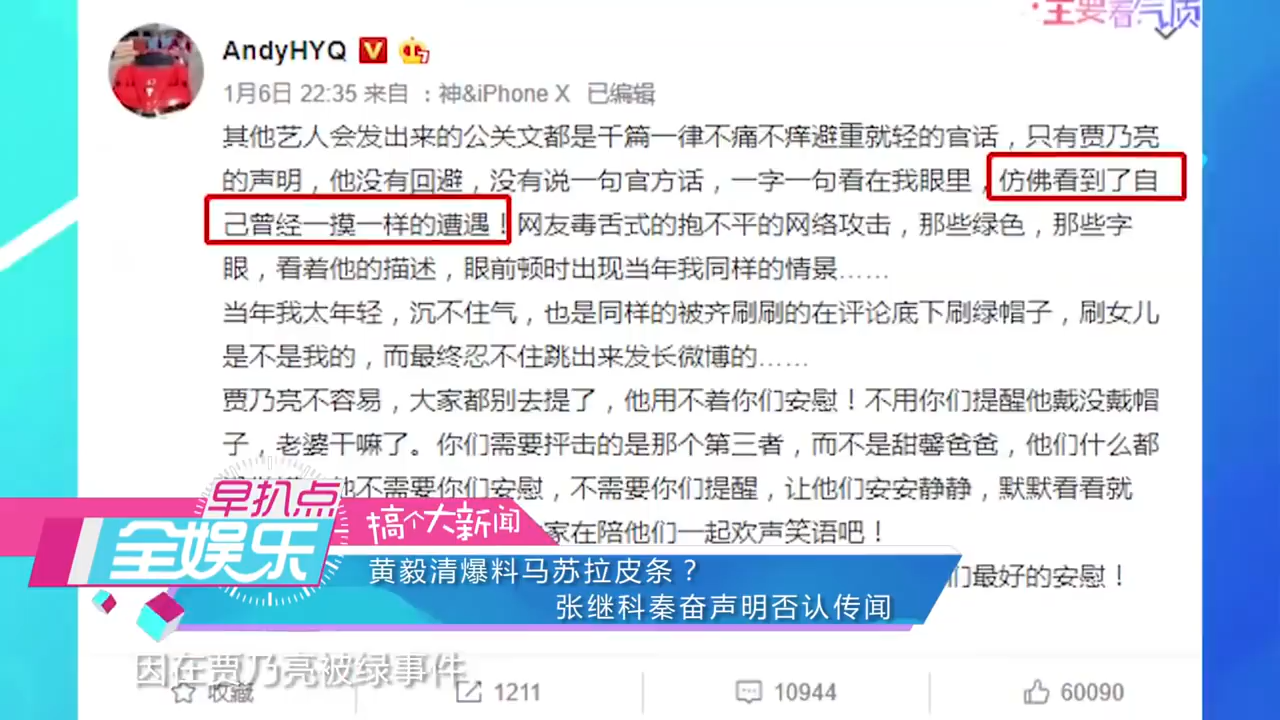 主要看气质
AndyHYQ
1月6日 22:35 来自 ：神&iPhone X 已编辑
其他艺人会发出来的公关文都是千篇一律不痛不痒避重就轻的官话，只有贾乃亮
的声明，他没有回避，没有说一句官方话，一字一句看在我眼里，仿佛看到了自
己曾经一摸一样的遭遇！网友毒舌式的抱不平的网络攻击，那些绿色，那些字
眼，看着他的描述，眼前顿时出现当年我同样的情景……
当年我太年轻，沉不住气，也是同样的被齐刷刷的在评论底下刷绿帽子，刷女儿
是不是我的，而最终忍不住跳出来发长微博的……
贾乃亮不容易，大家都别去提了，他用不着你们安慰！不用你们提醒他戴没戴帽
子，老婆干嘛了。你们需要抨击的是那个第三者，而不是甜馨爸爸，他们什么都
他不需要你们安慰，不需要你们提醒，让他们安安静静，默默看看就
家在陪他们一起欢声笑语吧！
们最好的安慰！
早扒点
全娱乐
搞个大新闻
黄毅清爆料马苏拉皮条？
张继科秦奋声明否认传闻
因在贾乃亮被绿事件
收藏
1211
10944
60090